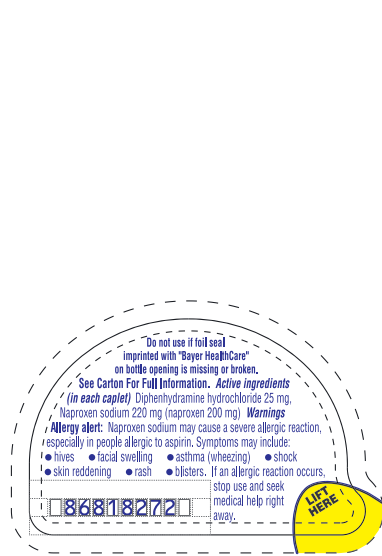 Do not use if foil seal
imprinted with "Bayer HealthCare"
on bottle opening is missing or broken.
See Carton For Full Information. Active ingredients
(in each caplet) Diphenhydramine hydrochloride 25 mg,
Naproxen sodium 220 mg (naproxen 200 mg) Warnings
Allergy alert: Naproxen sodium may cause a severe allergic reaction,
especially in people allergic to aspirin. Symptoms may include:
● hives ● facial swelling ● asthma (wheezing) ● shock
● skin reddening ● rash ● blisters. If an allergic reaction occurs,
stop use and seek
medical help right
away.
86818272
LIFT
HERE